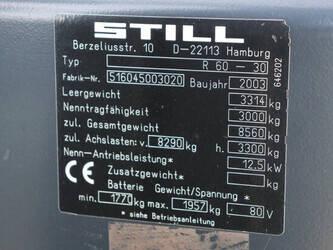 STILL
Berzeliusstr. 10 D-22113 Hamburg
Typ R 60 - 30
Fabrik-Nr. 516045003020 Baujahr 2003
Leergewicht 3314 kg
Nenntragfähigkeit 3000 kg
zul. Gesamtgewicht 8560 kg
zul. Achslasten: v. 8290 kg h. 3300 kg
Nenn-Antriebsleistung* 12.5 kW
CE Zusatzgewicht* kg
Batterie Gewicht/Spannung *
min. 1770 kg max. 1957 kg 80 V
* siehe Betriebsanleitung
646202